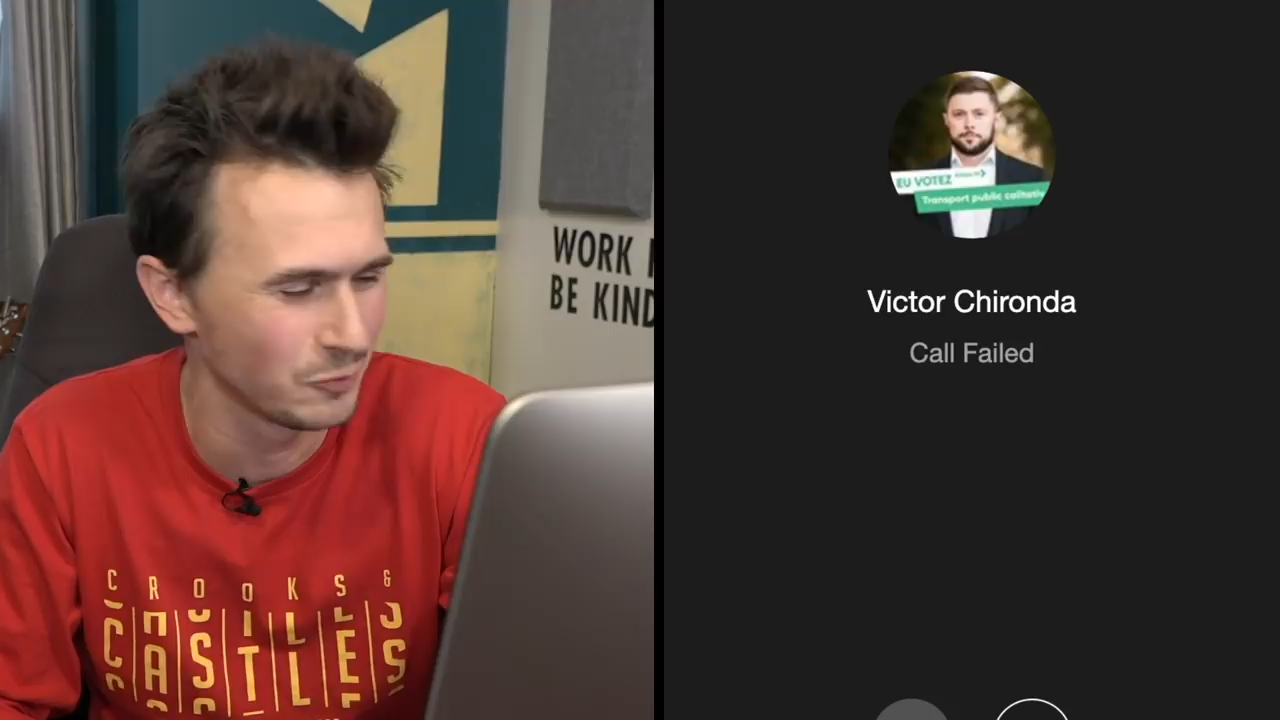 WORK
BE KIND
CROOKS &
CASTLES
EU VOTEZ
Transport public calitativ
Victor Chironda
Call Failed